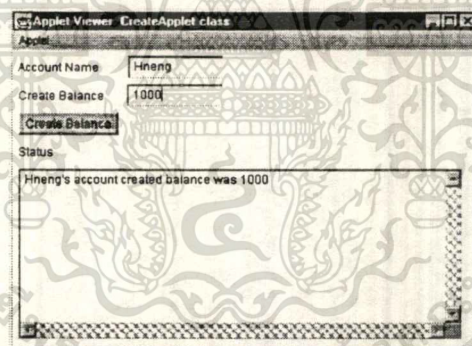 Applet Viewer CreateApplet class
Applet
Account Name Hneng
Create Balance 1000
Create Balance
Status
Hneng's account created balance was 1000